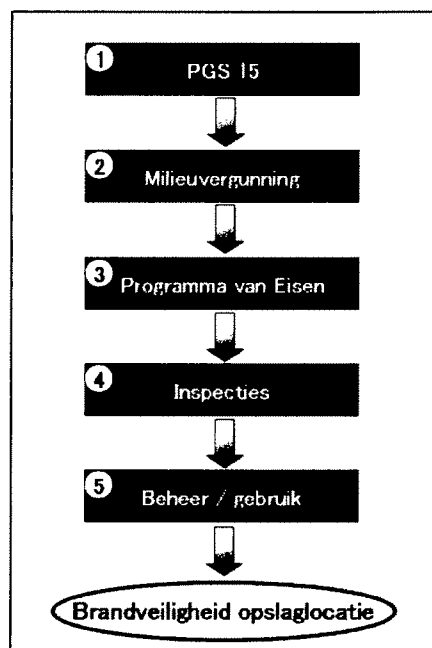 1
PGS 15
2
Milieuvergunning
3
Programma van Eisen
4
Inspecties
5
Beheer / gebruik
Brandveiligheid opslaglocatie